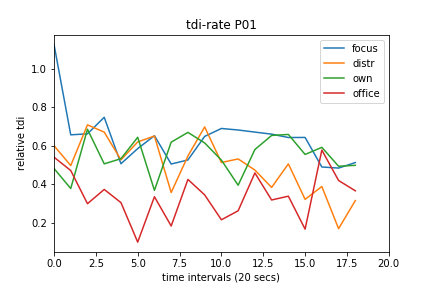 tdi-rate P01
focus
distr
own
office
relative tdi
1.0
0.8
0.6
0.4
0.2
0.0 2.5 5.0 7.5 10.0 12.5 15.0 17.5 20.0
time intervals (20 secs)